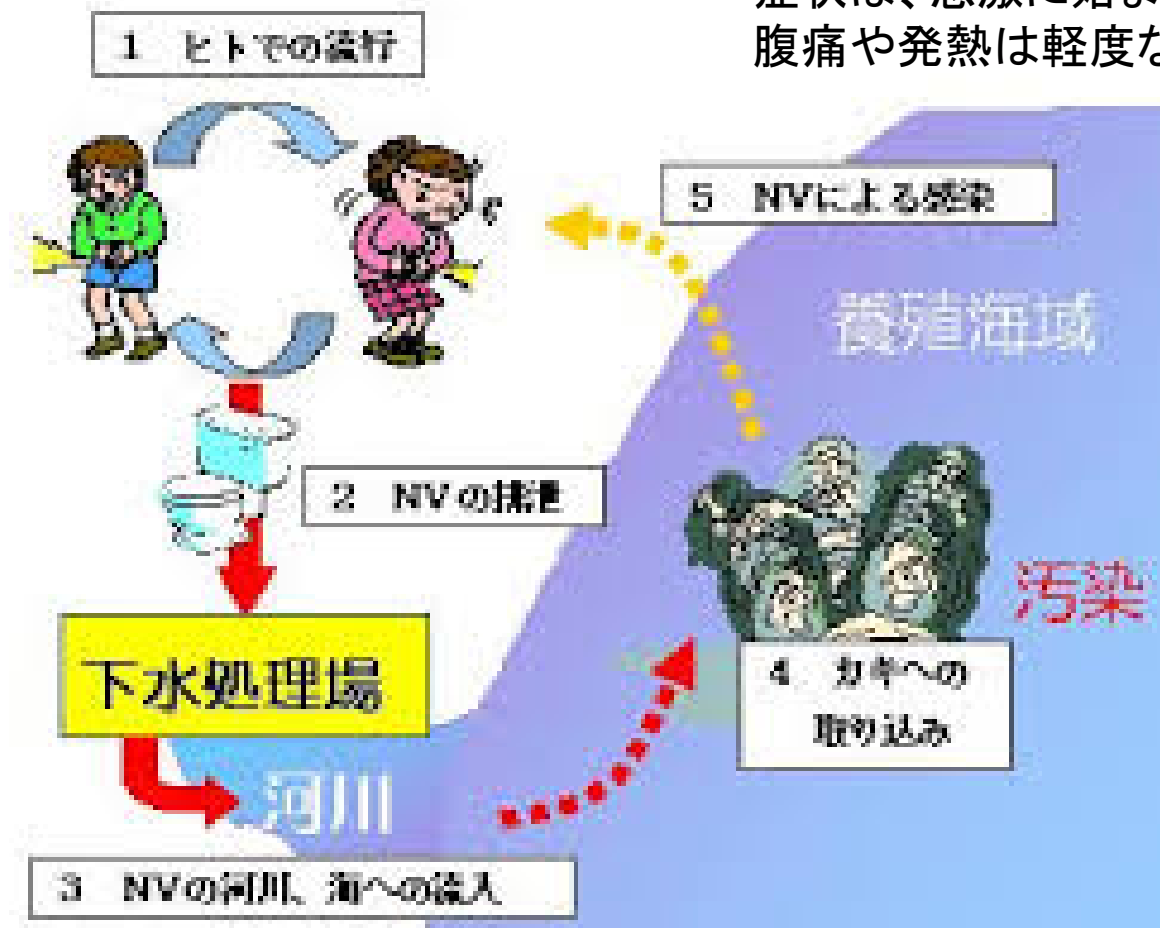 腹痛や発熱は軽度な
1 ヒトでの流行
5 NVによる感染
養殖海域
2 NVの排泄
汚染
下水処理場
4 カキへの
取り込み
河川
3 NVの河川、海への流入